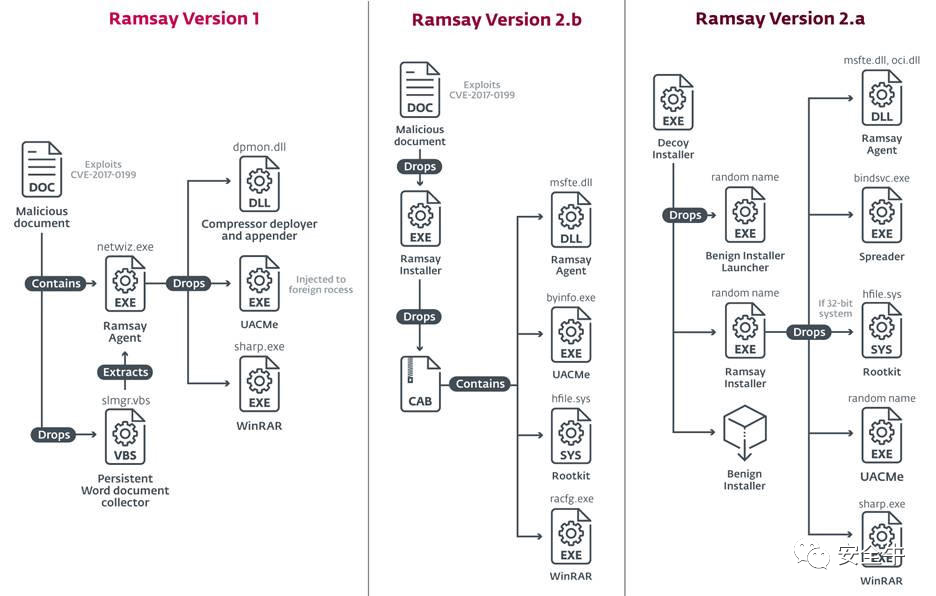 Ramsay Version 1
DOC
Exploits
CVE-2017-0199
Malicious
document
Contains
netwiz.exe
EXE
Ramsay
Agent
Extracts
slmgr.vbs
Drops
VBS
Persistent
Word document
collector
Drops
dpmon.dll
DLL
Compressor deployer
and appender
EXE
Injected to
foreign rocess
UACMe
sharp.exe
EXE
WinRAR
Ramsay Version 2.b
DOC
Exploits
CVE-2017-0199
Malicious
document
Drops
EXE
Ramsay
Installer
Drops
CAB
Contains
msfte.dll
DLL
Ramsay
Agent
byinfo.exe
EXE
UACMe
hfile.sys
SYS
Rootkit
racfg.exe
EXE
WinRAR
Ramsay Version 2.a
EXE
Decoy
Installer
Drops
random name
EXE
Benign Installer
Launcher
random name
EXE
Ramsay
Installer
Benign
Installer
If 32-bit
system
Drops
msfte.dll, oci.dll
DLL
Ramsay
Agent
bindsvc.exe
EXE
Spreader
hfile.sys
SYS
Rootkit
random name
EXE
UACMe
sharp.exe
EXE
WinRAR
安全牛